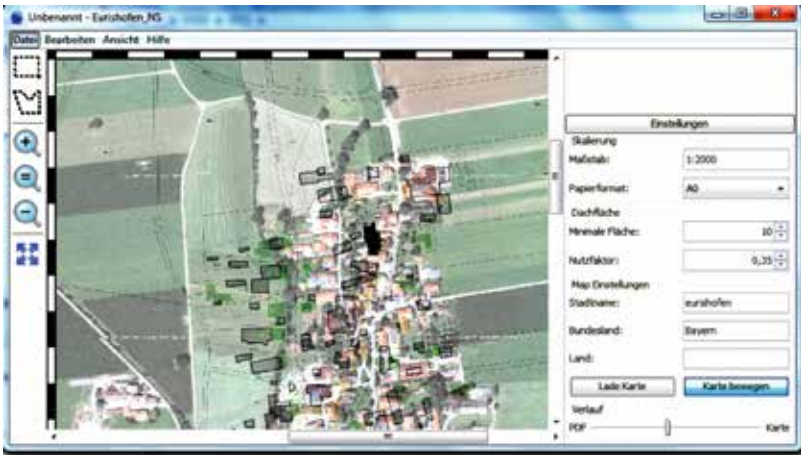 Unbenannt - Eurishofen_NS
Datei Bearbeiten Ansicht Hilfe
Einstellungen
Skalierung
Maßstab: 1:2000
Papierformat: A0
Dachfläche
Minimale Fläche: 10
Nutzfaktor: 0,35
Map Einstellungen
Stadtname: eurishofen
Bundesland: Bayern
Land:
Lade Karte Karte bewegen
Verlauf
PDF Karte